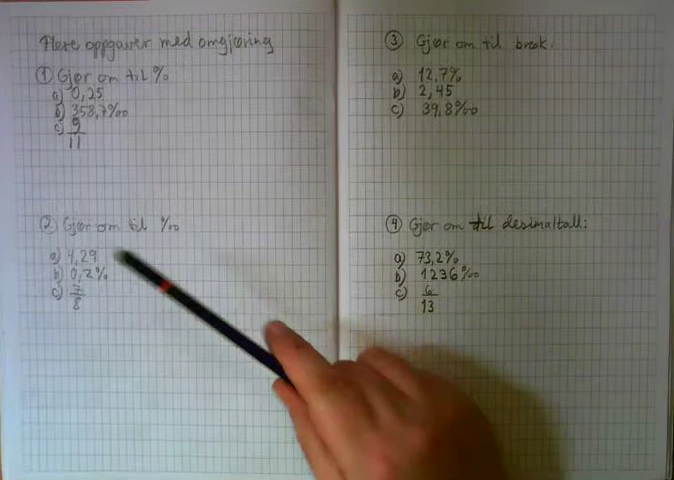 Flere oppgaver med omgjøring
① Gjør om til %
a) 0,25
b) 358,7‰
c) 9/11
② Gjør om til ‰
a) 4,29
b) 0,2%
c) 7/8
③ Gjør om til brøk.
a) 12,7%
b) 2,45
c) 39,8‰
④ Gjør om til desimaltall:
a) 73,2%
b) 1236‰
c) 6/13